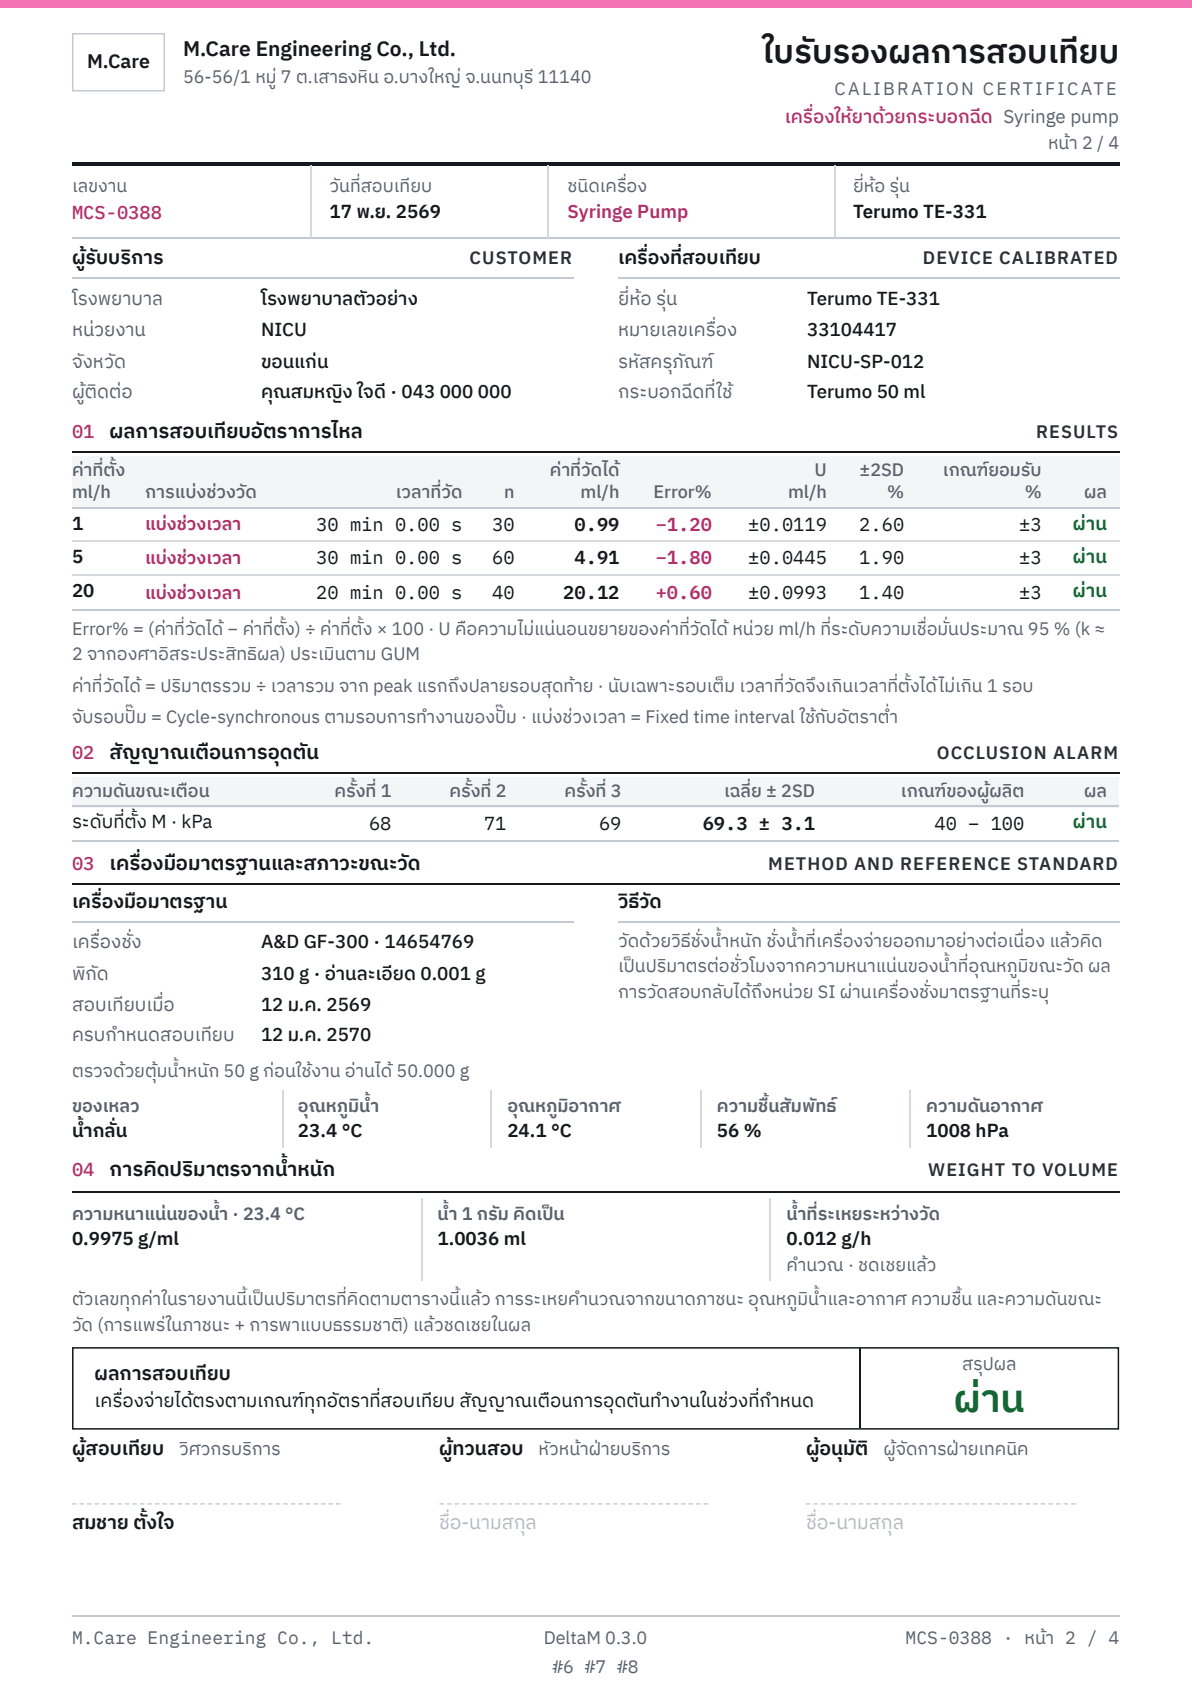 M.Care
M.Care Engineering Co., Ltd.
56-56/1 หมู่ 7 ต.เสาธงหิน อ.บางใหญ่ จ.นนทบุรี 11140
ใบรับรองผลการสอบเทียบ
CALIBRATION CERTIFICATE
เครื่องให้ยาด้วยกระบอกฉีด Syringe pump
หน้า 2 / 4
เลขงาน วันที่สอบเทียบ ชนิดเครื่อง ยี่ห้อ รุ่น
MCS-0388 17 พ.ย. 2569 Syringe Pump Terumo TE-331
ผู้รับบริการ CUSTOMER เครื่องที่สอบเทียบ DEVICE CALIBRATED
โรงพยาบาล โรงพยาบาลตัวอย่าง ยี่ห้อ รุ่น Terumo TE-331
หน่วยงาน NICU หมายเลขเครื่อง 33104417
จังหวัด ขอนแก่น รหัสครุภัณฑ์ NICU-SP-012
ผู้ติดต่อ คุณสมหญิง ใจดี · 043 000 000 กระบอกฉีดที่ใช้ Terumo 50 ml
01 ผลการสอบเทียบอัตราการไหล RESULTS
ค่าที่ตั้ง ค่าที่วัดได้ U ±2SD เกณฑ์ยอมรับ
ml/h การแบ่งช่วงวัด เวลาที่วัด n ml/h Error% ml/h % % ผล
1 แบ่งช่วงเวลา 30 min 0.00 s 30 0.99 −1.20 ±0.0119 2.60 ±3 ผ่าน
5 แบ่งช่วงเวลา 30 min 0.00 s 60 4.91 −1.80 ±0.0445 1.90 ±3 ผ่าน
20 แบ่งช่วงเวลา 20 min 0.00 s 40 20.12 +0.60 ±0.0993 1.40 ±3 ผ่าน
Error% = (ค่าที่วัดได้ − ค่าที่ตั้ง) ÷ ค่าที่ตั้ง × 100 · U คือความไม่แน่นอนขยายของค่าที่วัดได้ หน่วย ml/h ที่ระดับความเชื่อมั่นประมาณ 95 % (k ≈
2 จากองศาอิสระประสิทธิผล) ประเมินตาม GUM
ค่าที่วัดได้ = ปริมาตรรวม ÷ เวลารวม จาก peak แรกถึงปลายรอบสุดท้าย · นับเฉพาะรอบเต็ม เวลาที่วัดจึงเกินเวลาที่ตั้งได้ไม่เกิน 1 รอบ
จับรอบปั๊ม = Cycle-synchronous ตามรอบการทำงานของปั๊ม · แบ่งช่วงเวลา = Fixed time interval ใช้กับอัตราต่ำ
02 สัญญาณเตือนการอุดตัน OCCLUSION ALARM
ความดันขณะเตือน ครั้งที่ 1 ครั้งที่ 2 ครั้งที่ 3 เฉลี่ย ± 2SD เกณฑ์ของผู้ผลิต ผล
ระดับที่ตั้ง M · kPa 68 71 69 69.3 ± 3.1 40 − 100 ผ่าน
03 เครื่องมือมาตรฐานและสภาวะขณะวัด METHOD AND REFERENCE STANDARD
เครื่องมือมาตรฐาน วิธีวัด
เครื่องชั่ง A&D GF-300 · 14654769
พิกัด 310 g · อ่านละเอียด 0.001 g
สอบเทียบเมื่อ 12 ม.ค. 2569
ครบกำหนดสอบเทียบ 12 ม.ค. 2570
วัดด้วยวิธีชั่งน้ำหนัก ชั่งน้ำที่เครื่องจ่ายออกมาอย่างต่อเนื่อง แล้วคิด
เป็นปริมาตรต่อชั่วโมงจากความหนาแน่นของน้ำที่อุณหภูมิขณะวัด ผล
การวัดสอบกลับได้ถึงหน่วย SI ผ่านเครื่องชั่งมาตรฐานที่ระบุ
ตรวจด้วยตุ้มน้ำหนัก 50 g ก่อนใช้งาน อ่านได้ 50.000 g
ของเหลว อุณหภูมิน้ำ อุณหภูมิอากาศ ความชื้นสัมพัทธ์ ความดันอากาศ
น้ำกลั่น 23.4 °C 24.1 °C 56 % 1008 hPa
04 การคิดปริมาตรจากน้ำหนัก WEIGHT TO VOLUME
ความหนาแน่นของน้ำ · 23.4 °C น้ำ 1 กรัม คิดเป็น น้ำที่ระเหยระหว่างวัด
0.9975 g/ml 1.0036 ml 0.012 g/h
คำนวณ · ชดเชยแล้ว
ตัวเลขทุกค่าในรายงานนี้เป็นปริมาตรที่คิดตามตารางนี้แล้ว การระเหยคำนวณจากขนาดภาชนะ อุณหภูมิน้ำและอากาศ ความชื้น และความดันขณะ
วัด (การแพร่ในภาชนะ + การพาแบบธรรมชาติ) แล้วชดเชยในผล
ผลการสอบเทียบ
เครื่องจ่ายได้ตรงตามเกณฑ์ทุกอัตราที่สอบเทียบ สัญญาณเตือนการอุดตันทำงานในช่วงที่กำหนด
สรุปผล
ผ่าน
ผู้สอบเทียบ วิศวกรบริการ ผู้ทวนสอบ หัวหน้าฝ่ายบริการ ผู้อนุมัติ ผู้จัดการฝ่ายเทคนิค
สมชาย ตั้งใจ ชื่อ-นามสกุล ชื่อ-นามสกุล
M.Care Engineering Co., Ltd. DeltaM 0.3.0 MCS-0388 · หน้า 2 / 4
#6 #7 #8